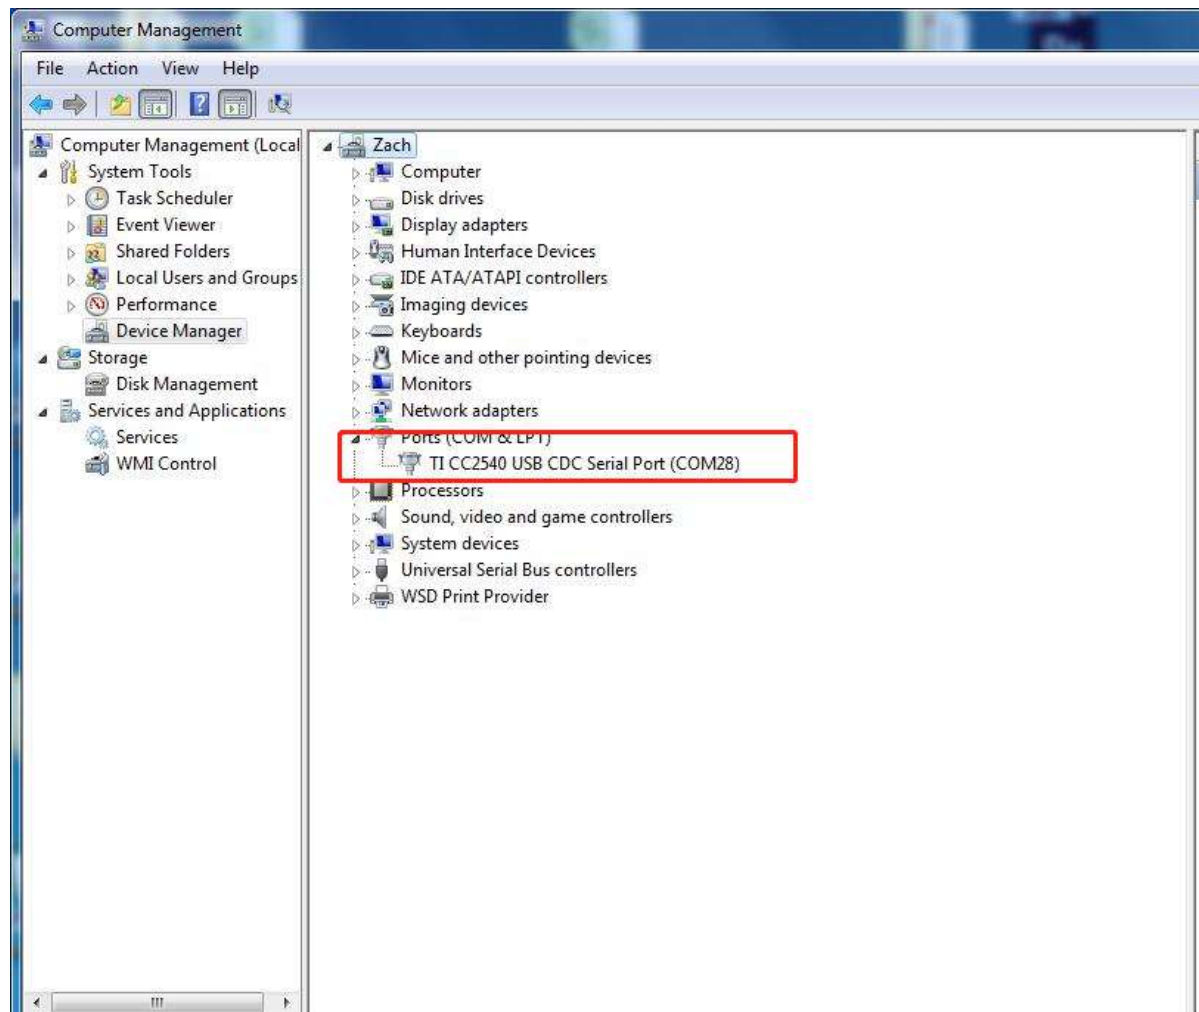 Computer Management
File Action View Help
Computer Management (Local
System Tools
Task Scheduler
Event Viewer
Shared Folders
Local Users and Groups
Performance
Device Manager
Storage
Disk Management
Services and Applications
Services
WMI Control
Zach
Computer
Disk drives
Display adapters
Human Interface Devices
IDE ATA/ATAPI controllers
Imaging devices
Keyboards
Mice and other pointing devices
Monitors
Network adapters
Ports (COM & LPT)
TI CC2540 USB CDC Serial Port (COM28)
Processors
Sound, video and game controllers
System devices
Universal Serial Bus controllers
WSD Print Provider